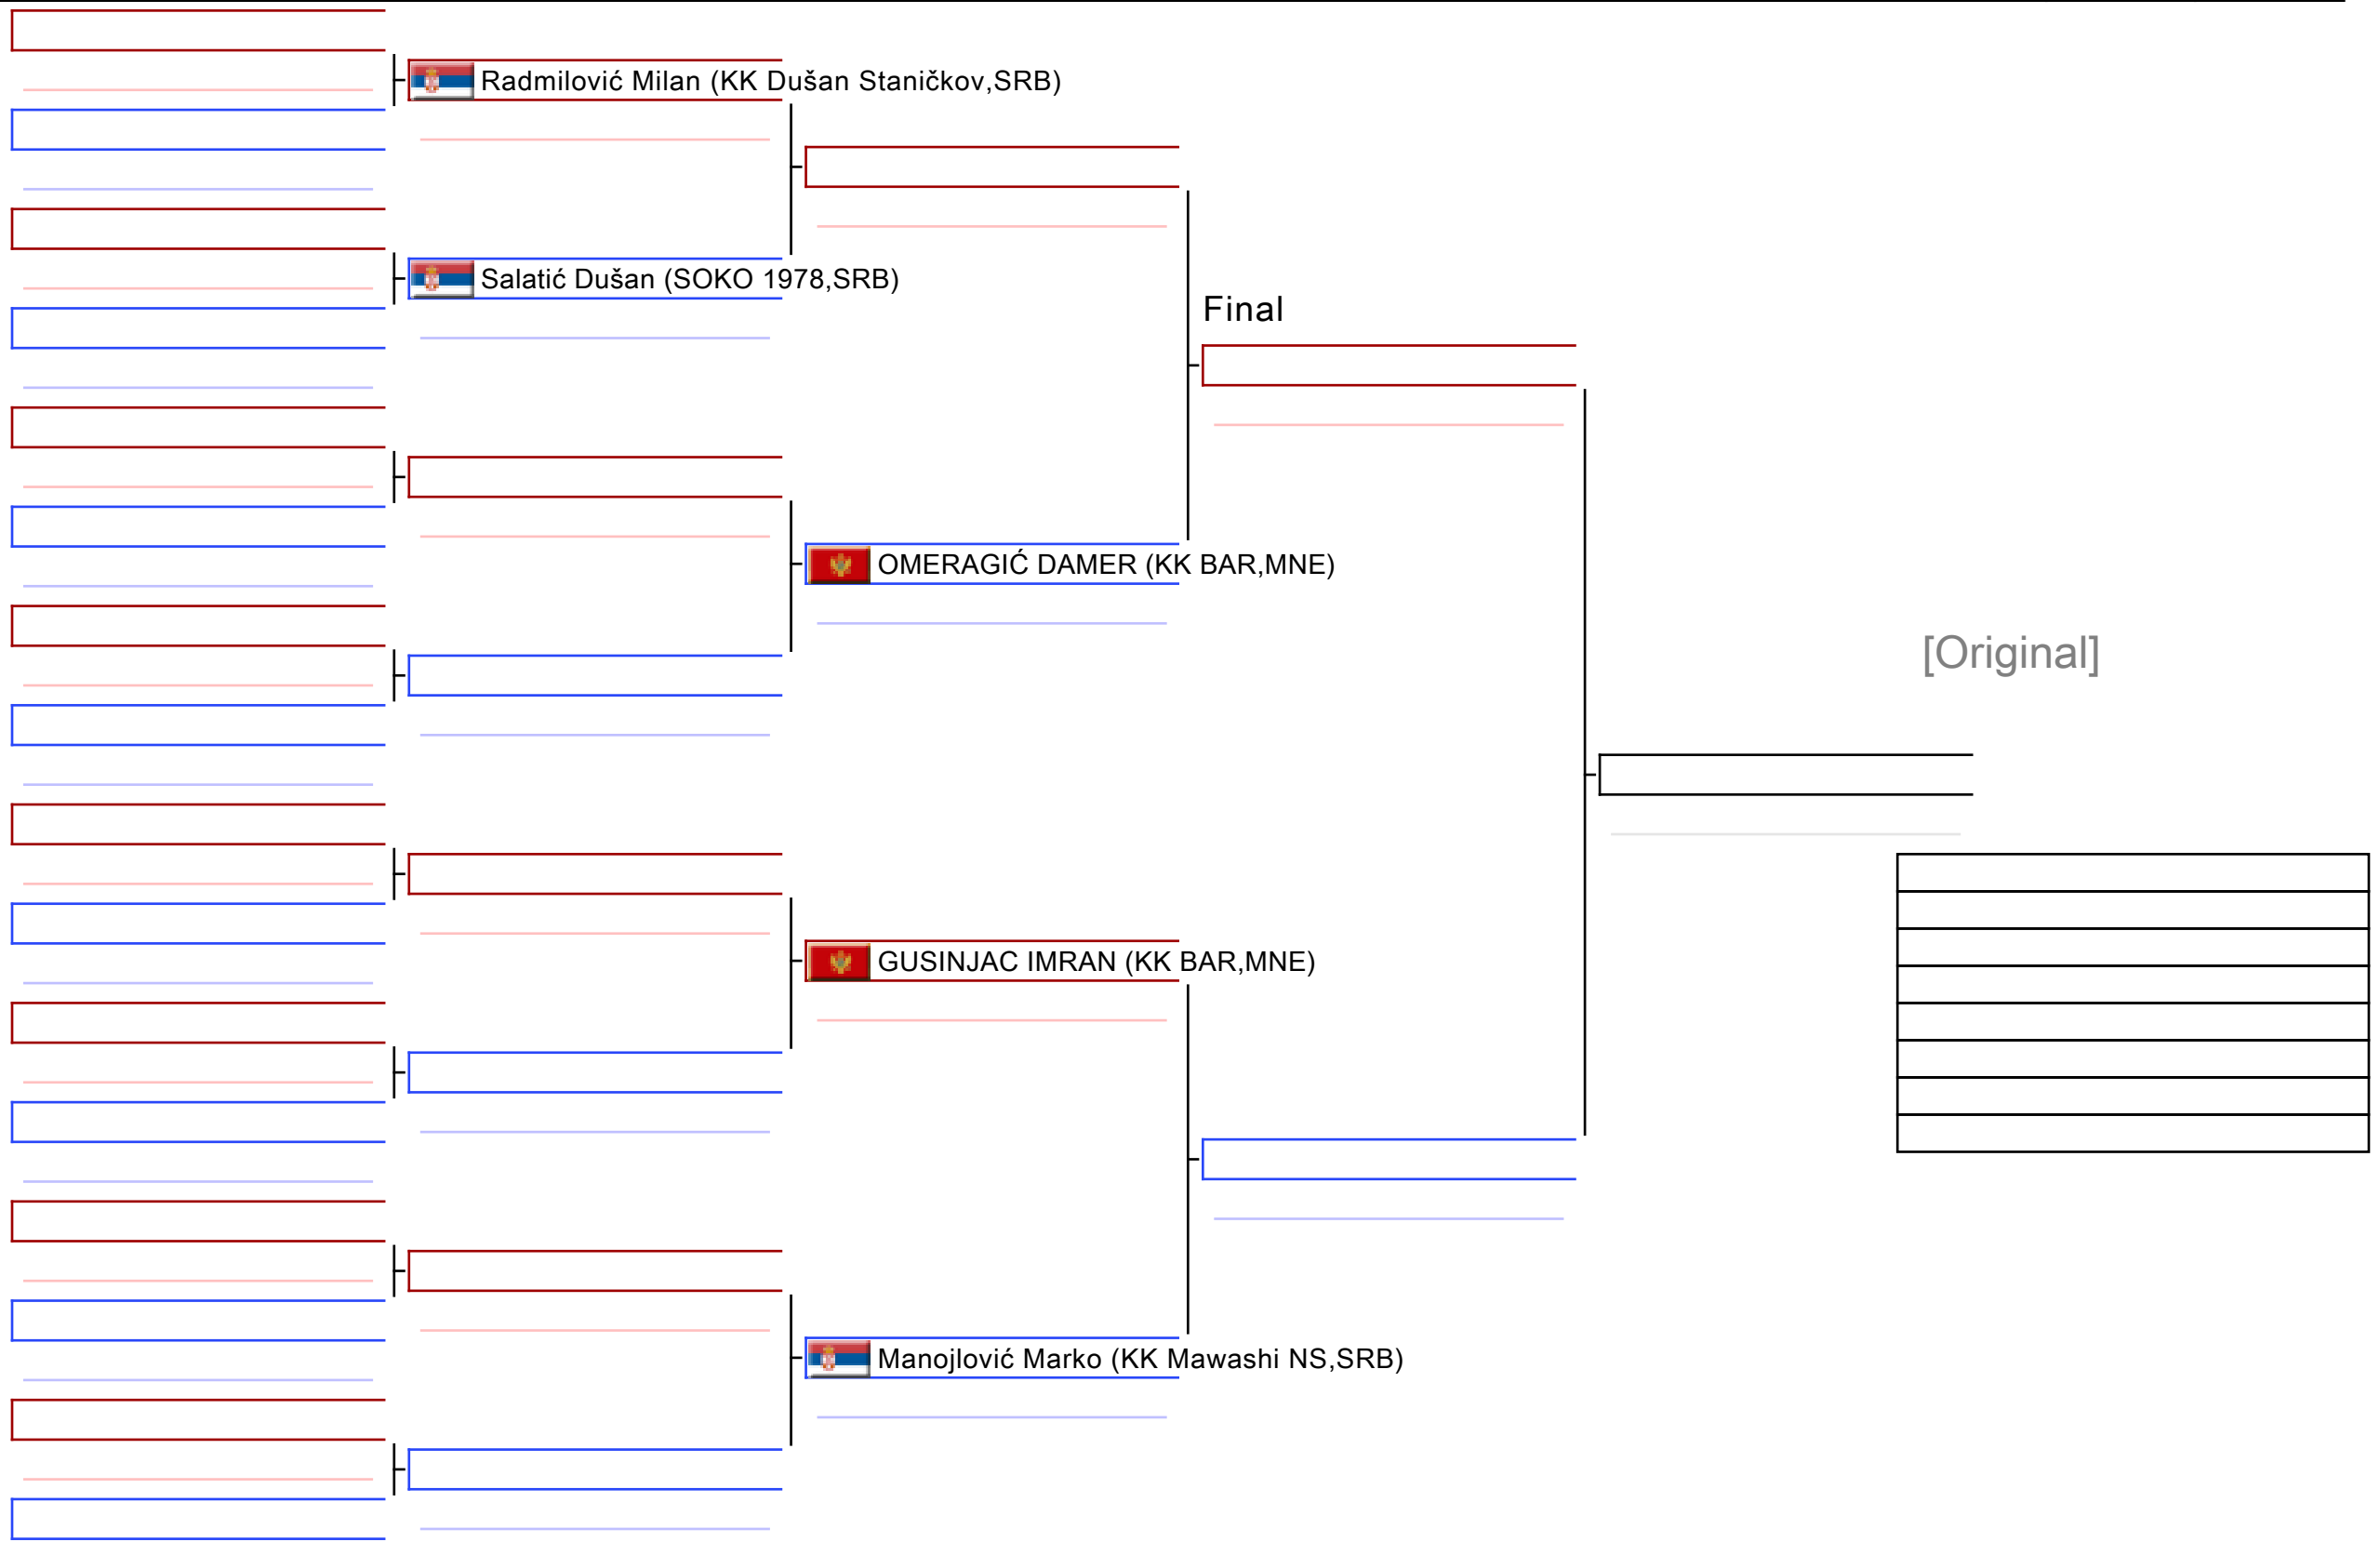 Radmilović Milan (KK Dušan Staničkov,SRB)
Salatić Dušan (SOKO 1978,SRB)
Final
OMERAGIĆ DAMER (KK BAR,MNE)
[Original]
GUSINJAC IMRAN (KK BAR,MNE)
Manojlović Marko (KK Mawashi NS,SRB)